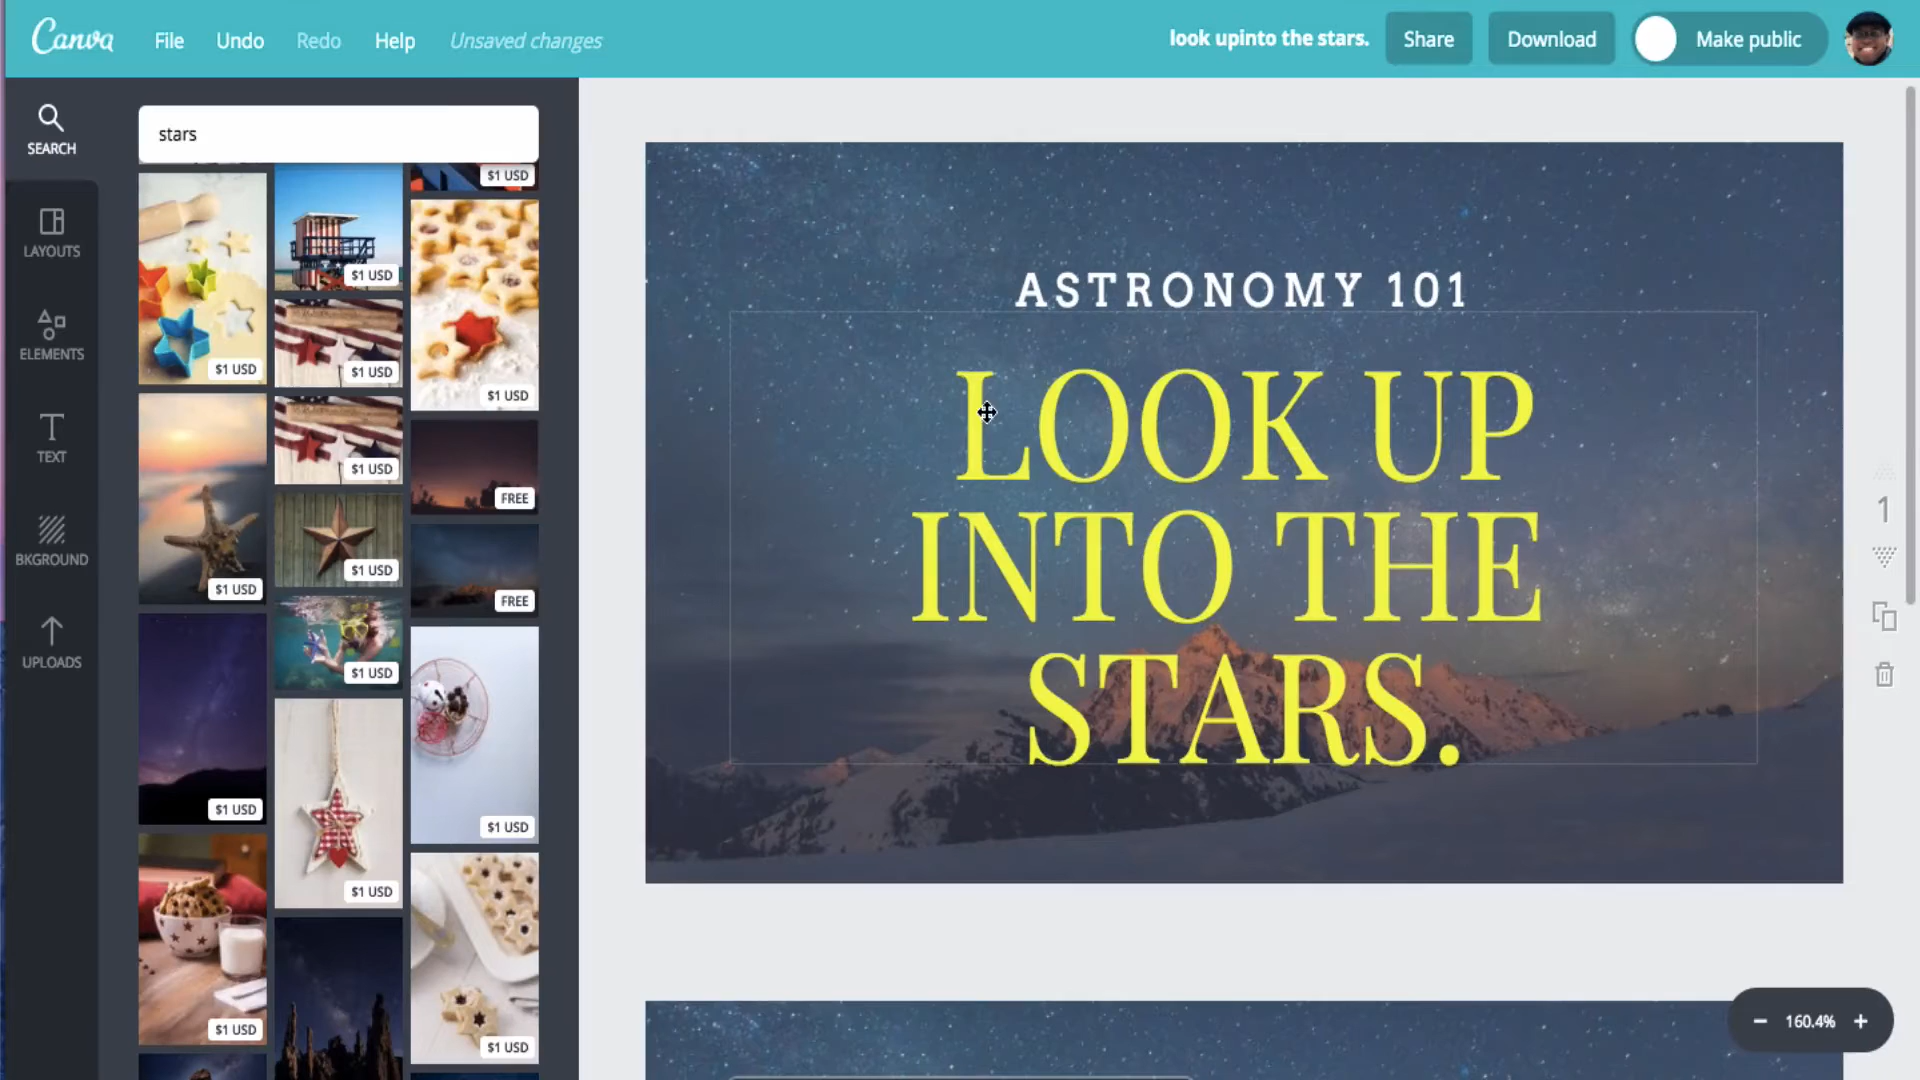 Canva
File
Undo
Redo
Help
Unsaved changes
look upinto the stars.
Share
Download
Make public
SEARCH
LAYOUTS
ELEMENTS
TEXT
BKGROUND
UPLOADS
stars
$1 USD
$1 USD
$1 USD
$1 USD
$1 USD
$1 USD
$1 USD
FREE
$1 USD
$1 USD
FREE
$1 USD
$1 USD
$1 USD
$1 USD
$1 USD
$1 USD
ASTRONOMY 101
LOOK UP
INTO THE
STARS.
1
160.4%